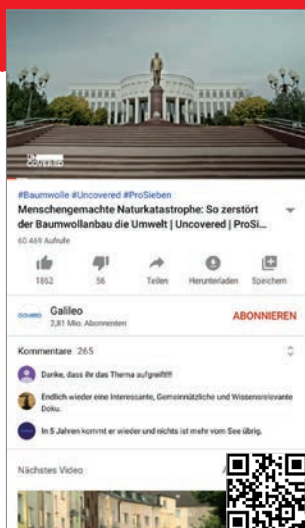 UNCOVERED
#Baumwolle #Uncovered #ProSieben
Menschengemachte Naturkatastrophe: So zerstört
der Baumwollanbau die Umwelt | Uncovered | ProSi...
60.469 Aufrufe
1852
56
Teilen
Herunterladen
Speichern
Galileo
2,81 Mio. Abonnenten
ABONNIEREN
Kommentare 265
Danke, dass ihr das Thema aufgreift!!!
Endlich wieder eine Interessante, Gemeinnützliche und Wissensrelevante
Doku.
In 5 Jahren kommt er wieder und nichts ist mehr vom See übrig.
Nächstes Video